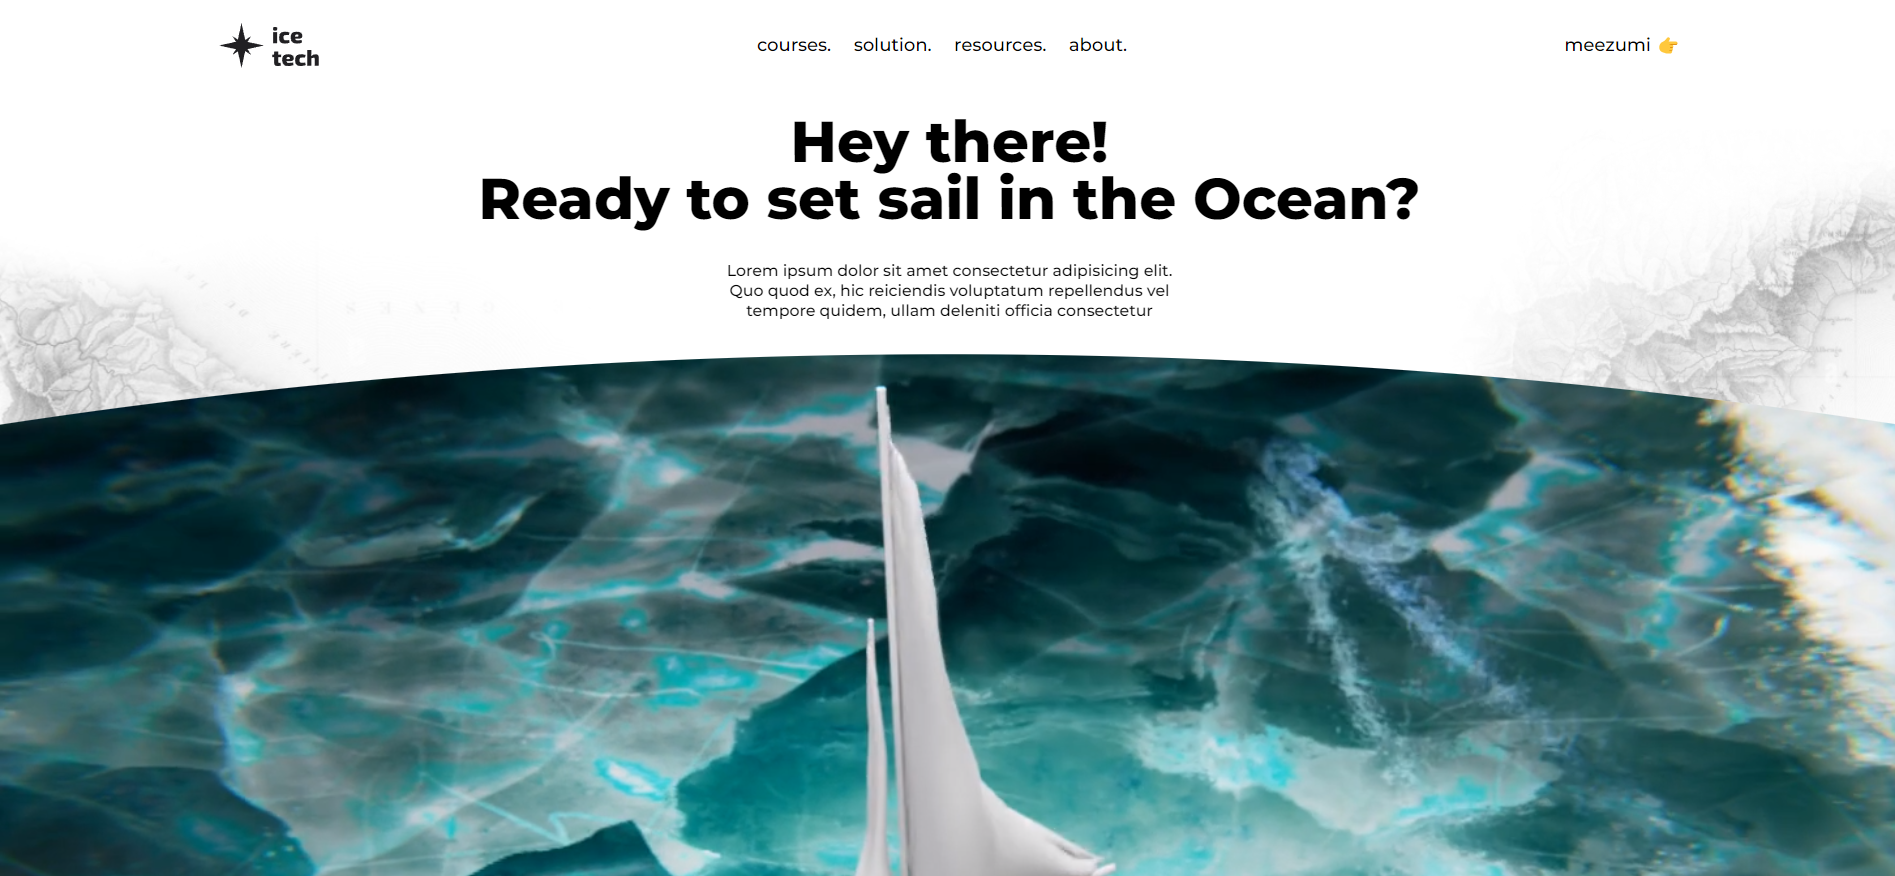 ice
tech
courses. solution. resources. about.
meezumi 👉
Hey there!
Ready to set sail in the Ocean?
Lorem ipsum dolor sit amet consectetur adipisicing elit.
Quo quod ex, hic reiciendis voluptatum repellendus vel
tempore quidem, ullam deleniti officia consectetur